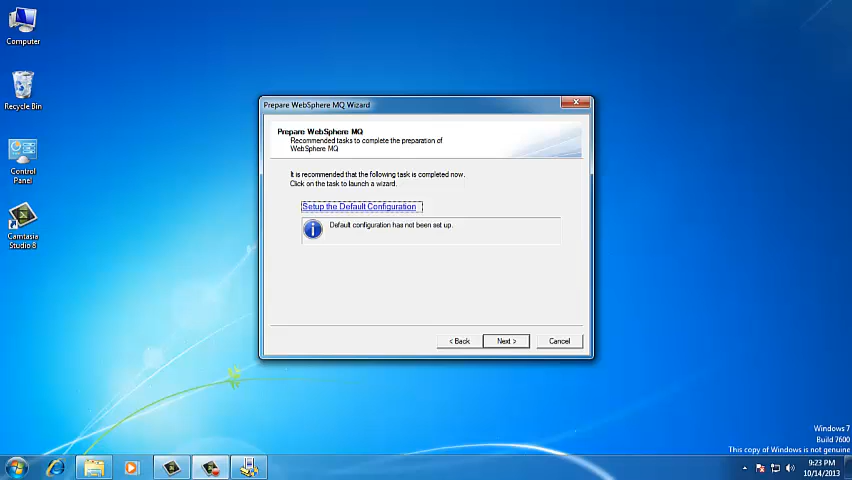 Computer
Recycle Bin
Control
Panel
Camtasia
Studio 8
Prepare WebSphere MQ Wizard
Prepare WebSphere MQ
Recommended tasks to complete the preparation of
WebSphere MQ
It is recommended that the following task is completed now.
Click on the task to launch a wizard.
Setup the Default Configuration
Default configuration has not been set up.
< Back
Next >
Cancel
Windows 7
Build 7600
This copy of Windows is not genuine
9:23 PM
10/14/2013